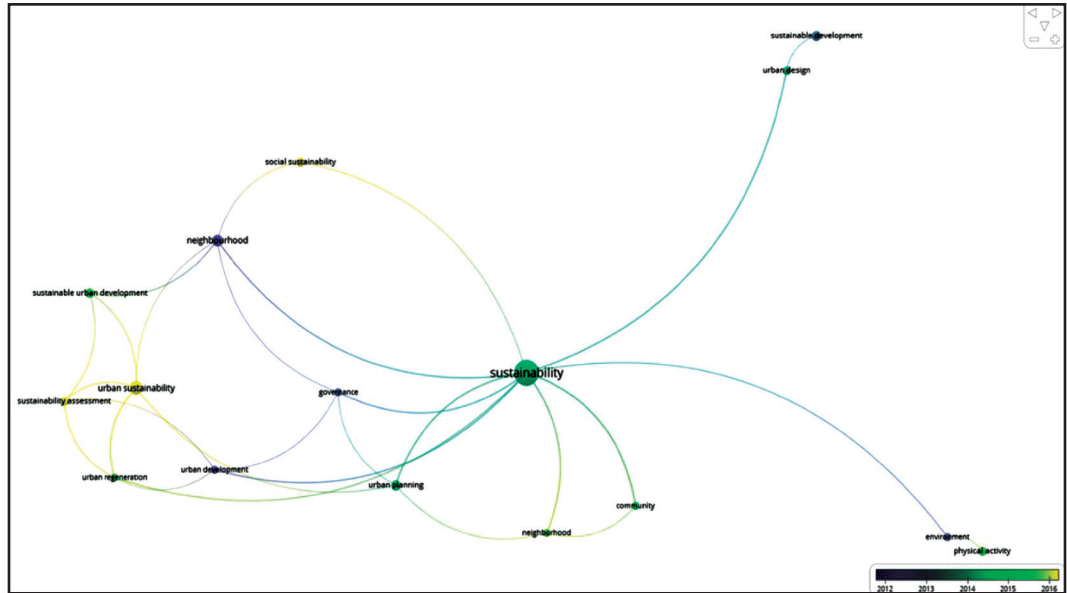 sustainable development
urban design
social sustainability
neighbourhood
sustainable urban development
sustainability
urban sustainability
governance
sustainability assessment
urban development
urban regeneration
urban planning
community
neighborhood
environment
physical activity
2012 2013 2014 2015 2016